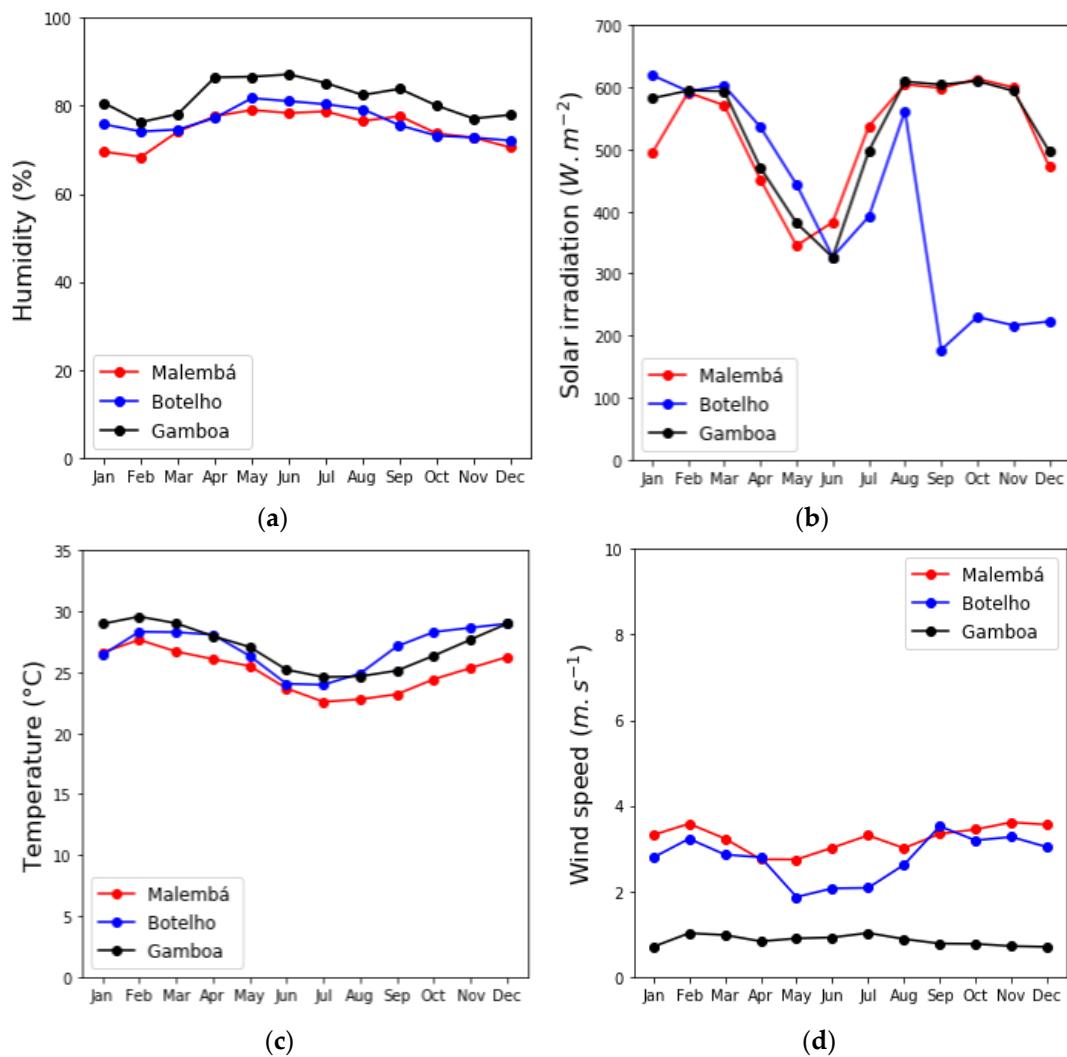 100
80
60
40
20
0
Humidity (%)
Malembá
Botelho
Gamboa
Jan Feb Mar Apr May Jun Jul Aug Sep Oct Nov Dec
(a)
700
600
500
400
300
200
100
0
Solar irradiation (W.m⁻²)
Malembá
Botelho
Gamboa
Jan Feb Mar Apr May Jun Jul Aug Sep Oct Nov Dec
(b)
35
30
25
20
15
10
5
0
Temperature (°C)
Malembá
Botelho
Gamboa
Jan Feb Mar Apr May Jun Jul Aug Sep Oct Nov Dec
(c)
10
8
6
4
2
0
Wind speed (m.s⁻¹)
Malembá
Botelho
Gamboa
Jan Feb Mar Apr May Jun Jul Aug Sep Oct Nov Dec
(d)